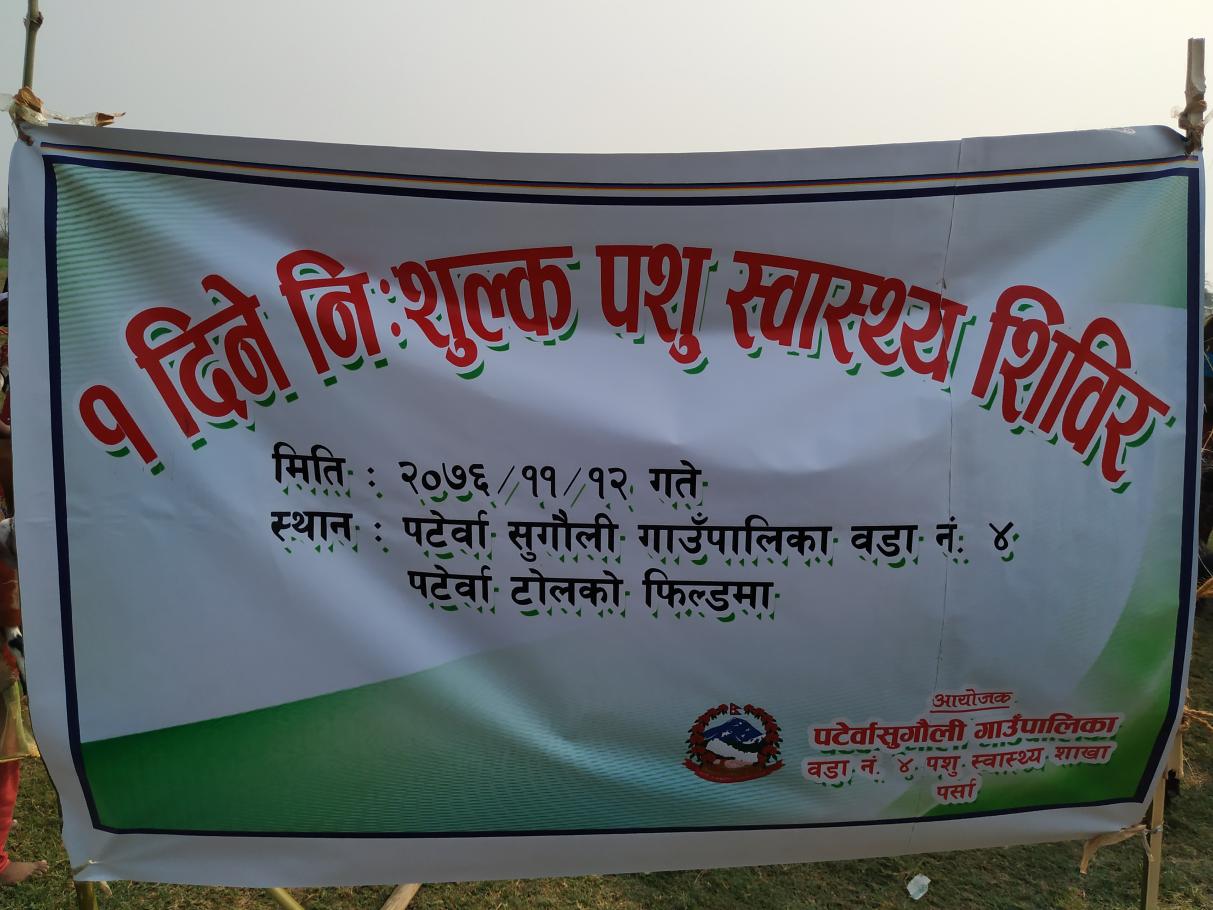 १ दिने निःशुल्क पशु स्वास्थ्य शिविर
मिति : २०७६/११/१२ गते
स्थान : पटेर्वा सुगौली गाउँपालिका वडा नं. ४
पटेर्वा टोलको फिल्डमा
आयोजक
पटेर्वासुगौली गाउँपालिका
वडा नं. ४ पशु स्वास्थ्य शाखा
पर्सा